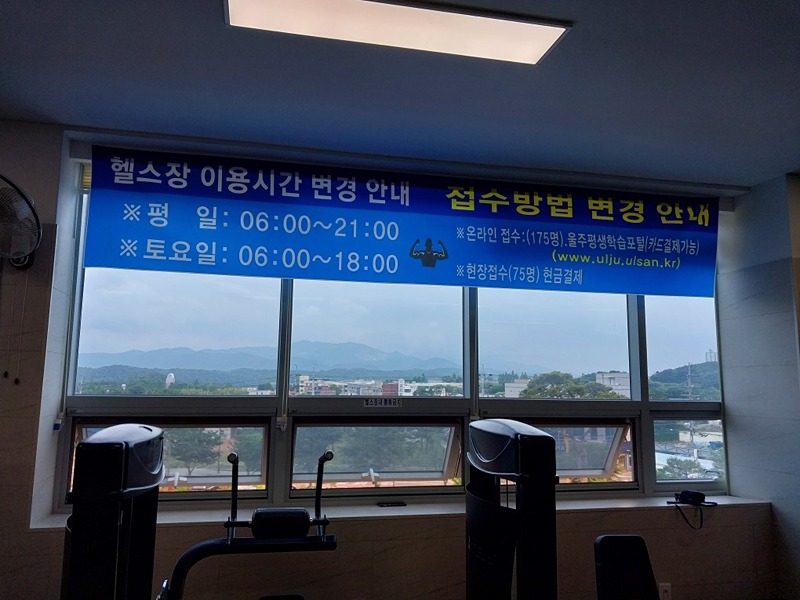 헬스장 이용시간 변경 안내
※평 일: 06:00~21:00
※토요일: 06:00~18:00
접수방법 변경 안내
※온라인 접수:(175명).울주평생학습포털(카드결제가능)
(www.ulju.ulsan.kr)
※현장접수(75명) 현금결제